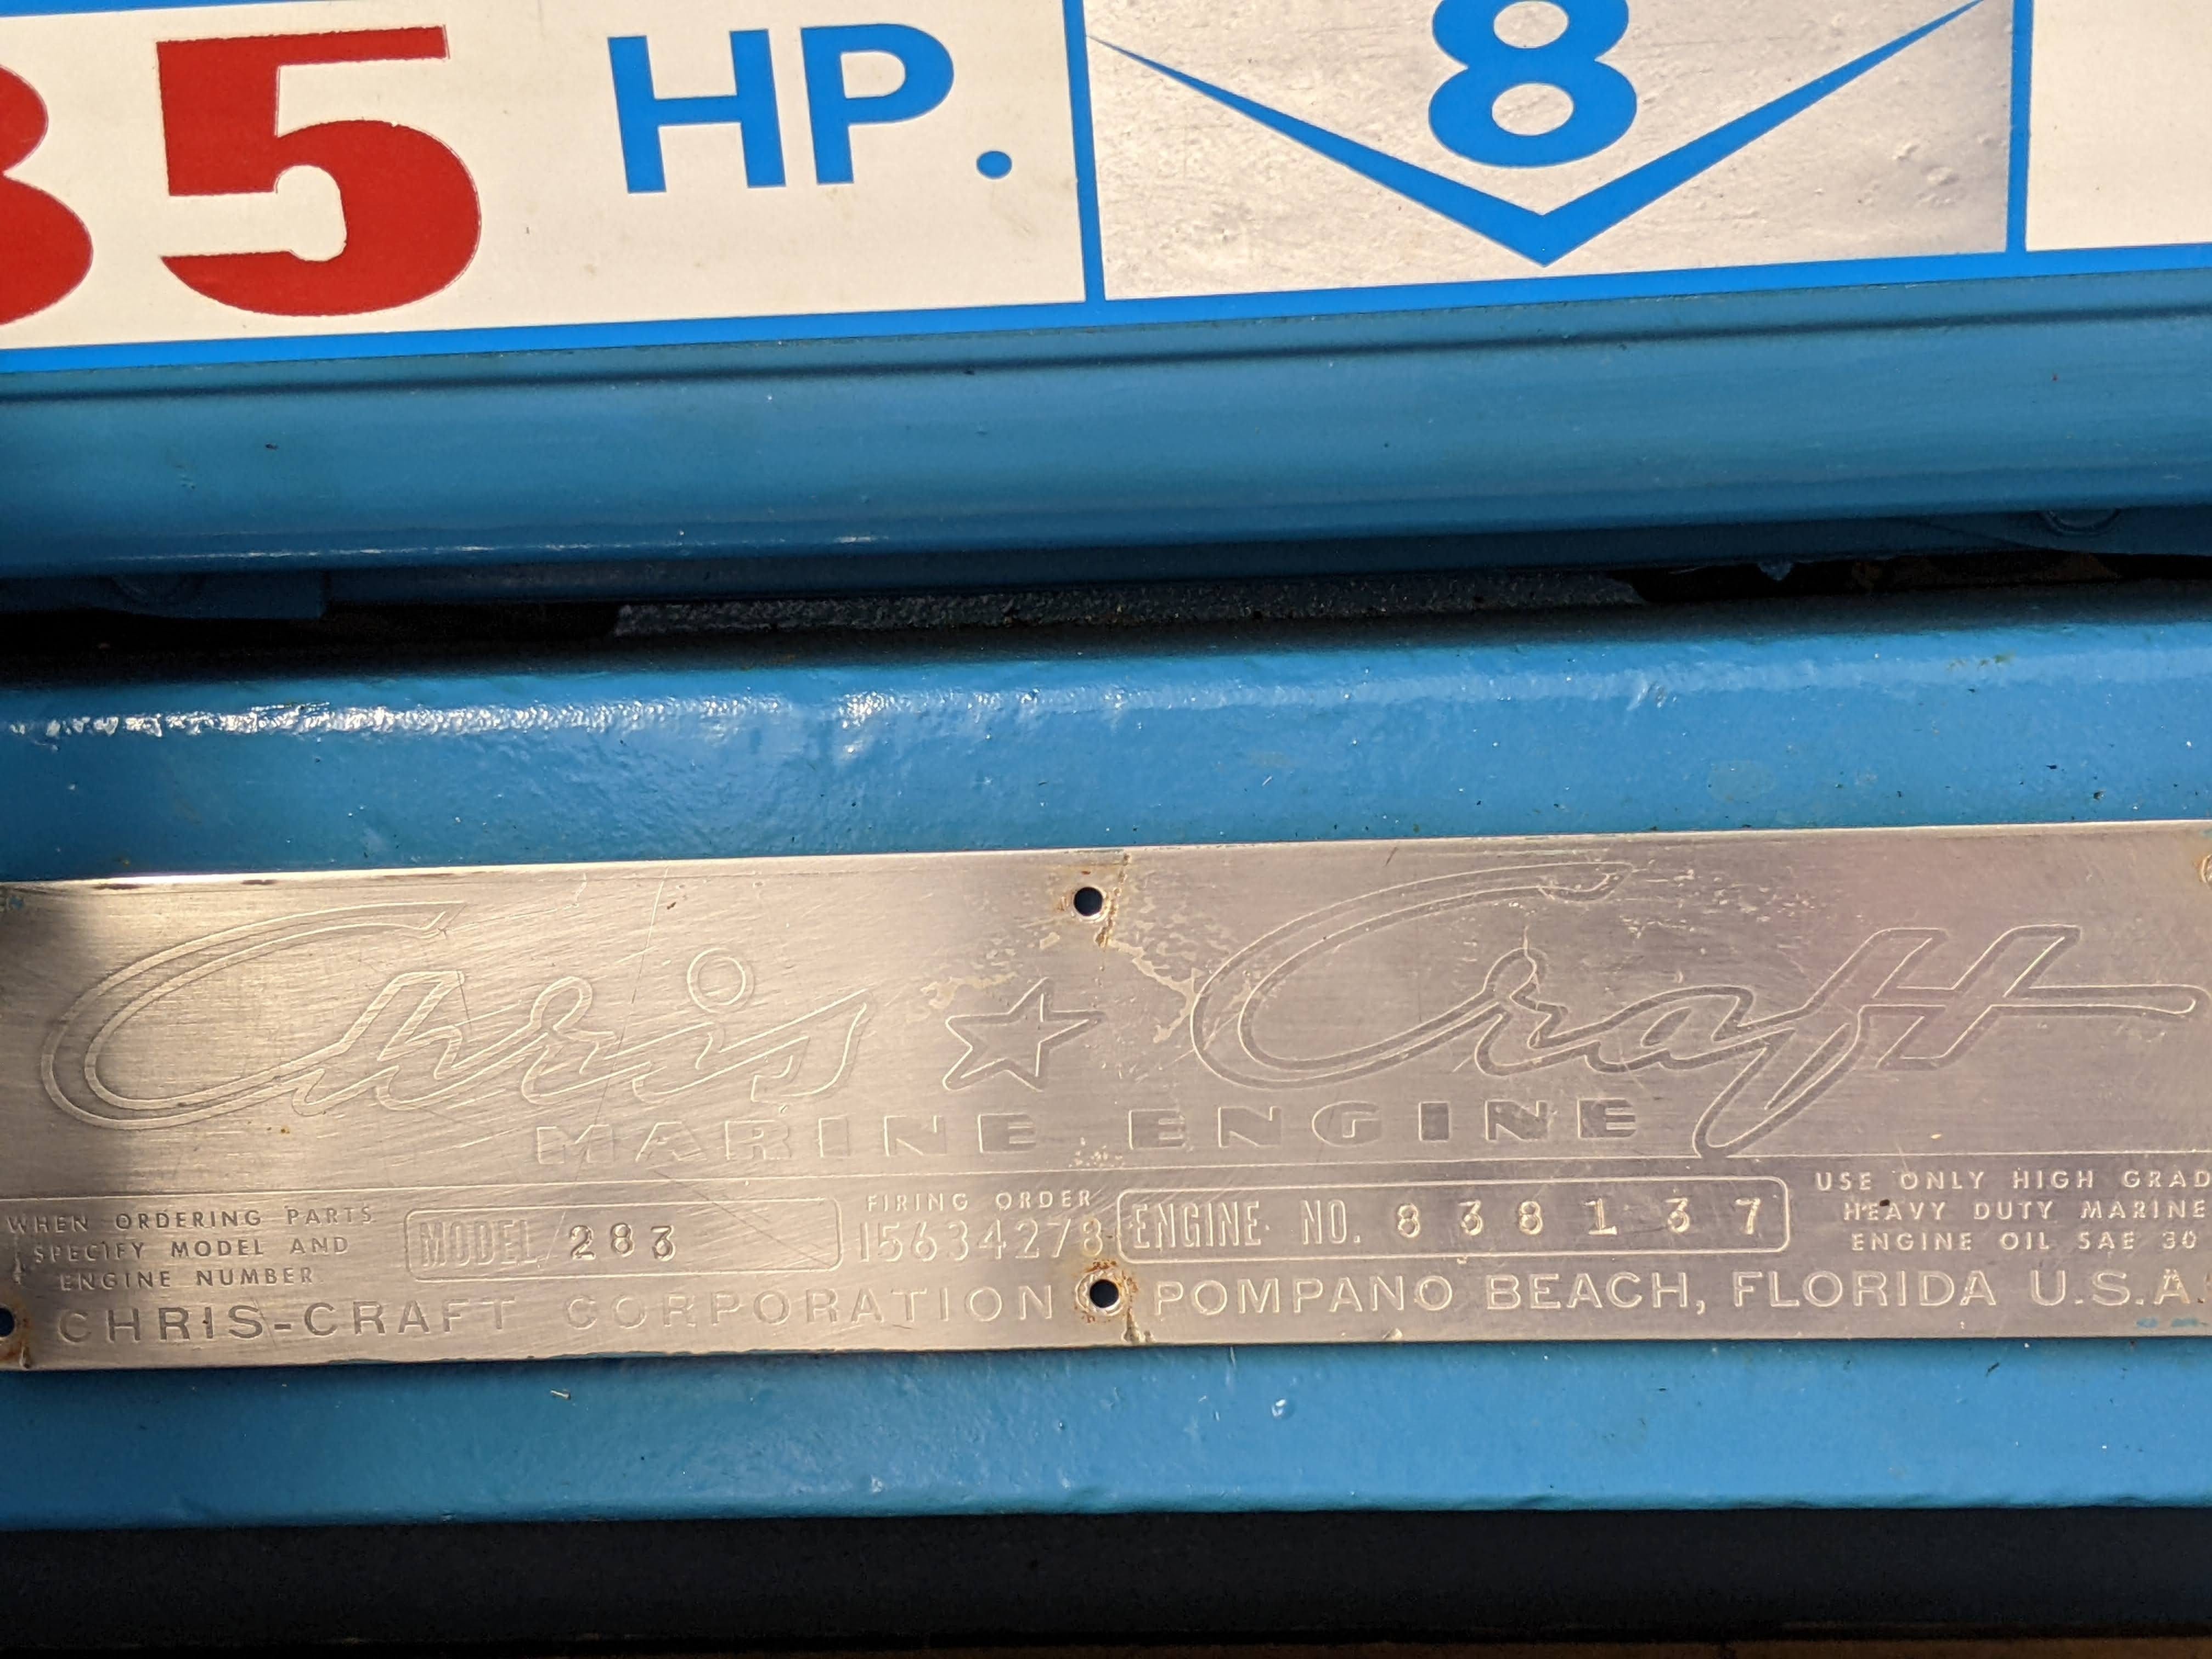 85 HP. 8
Chris ☆ Craft
MARINE ENGINE
WHEN ORDERING PARTS
SPECIFY MODEL AND
ENGINE NUMBER
MODEL 283
FIRING ORDER
15634278
ENGINE NO. 838137
USE ONLY HIGH GRAD
HEAVY DUTY MARINE
ENGINE OIL SAE 30
CHRIS-CRAFT CORPORATION POMPANO BEACH, FLORIDA U.S.A.